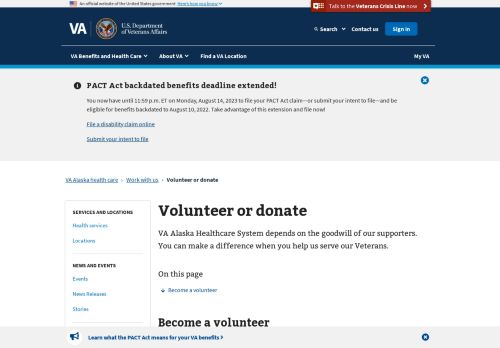 An official website of the United States government Here's how you know
Talk to the Veterans Crisis Line now
VA
U.S. Department
of Veterans Affairs
Search
Contact us
Sign in
VA Benefits and Health Care
About VA
Find a VA Location
My VA
PACT Act backdated benefits deadline extended!
You now have until 11:59 p.m. ET on Monday, August 14, 2023 to file your PACT claim—or submit your intent to file—and be
eligible for benefits backdated to August 10, 2022. Take advantage of this extension and file now!
File a disability claim online
Submit your intent to file
VA Alaska health care › Work with us › Volunteer or donate
SERVICES AND LOCATIONS
Health services
Locations
NEWS AND EVENTS
Events
News Releases
Stories
Volunteer or donate
VA Alaska Healthcare System depends on the goodwill of our supporters.
You can make a difference when you help us serve our Veterans.
On this page
Become a volunteer
Become a volunteer
Learn what the PACT Act means for your VA benefits